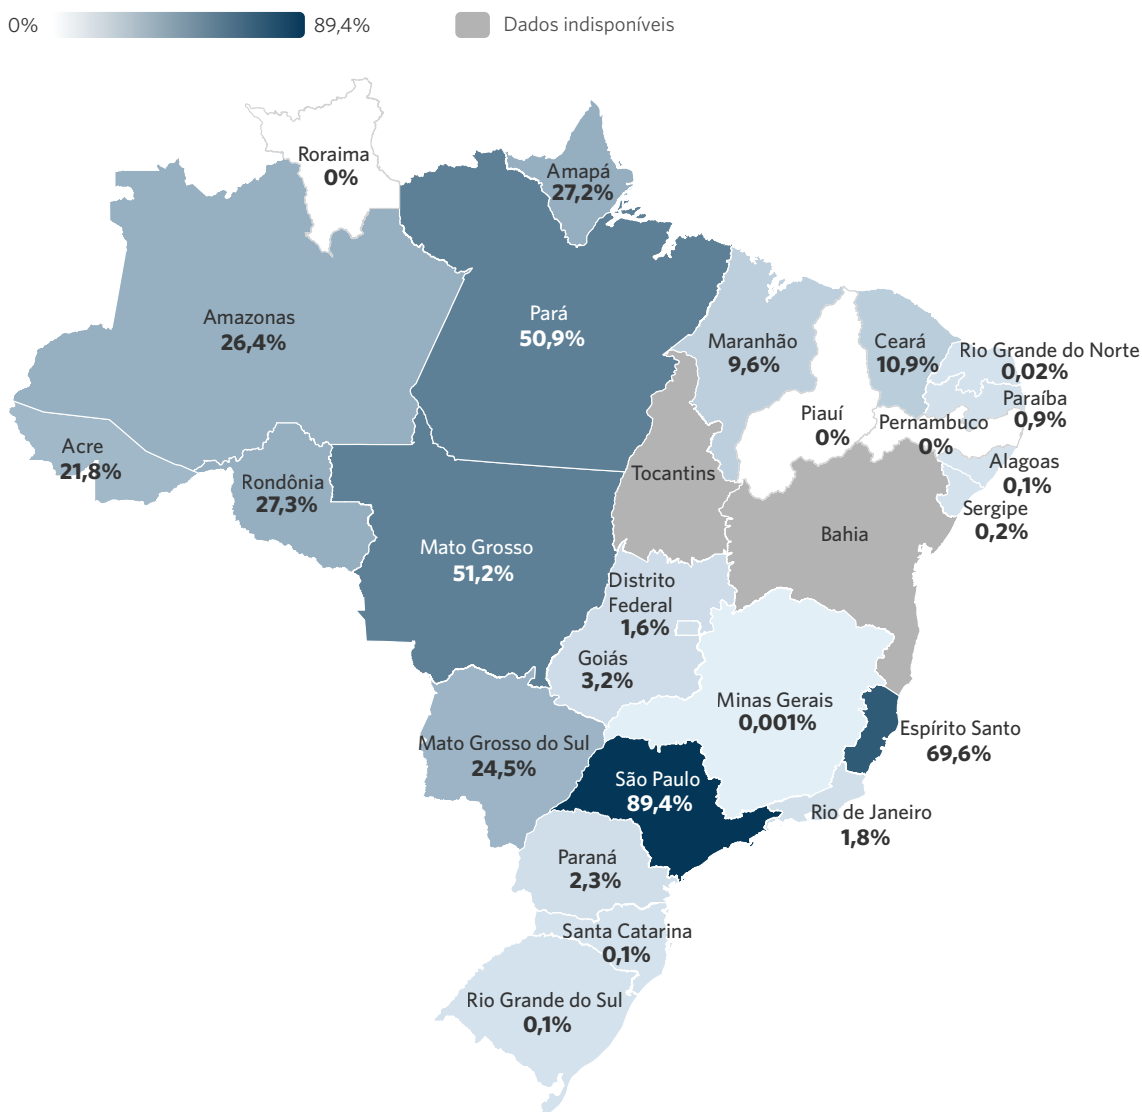 0%
89,4%
Dados indisponíveis
Roraima
0%
Amapá
27,2%
Amazonas
26,4%
Pará
50,9%
Maranhão
9,6%
Ceará
10,9%
Rio Grande do Norte
0,02%
Paraíba
0,9%
Piauí
0%
Pernambuco
0%
Acre
21,8%
Alagoas
0,1%
Rondônia
27,3%
Tocantins
Sergipe
0,2%
Bahia
Mato Grosso
51,2%
Distrito
Federal
1,6%
Goiás
3,2%
Minas Gerais
0,001%
Espírito Santo
69,6%
Mato Grosso do Sul
24,5%
São Paulo
89,4%
Rio de Janeiro
1,8%
Paraná
2,3%
Santa Catarina
0,1%
Rio Grande do Sul
0,1%